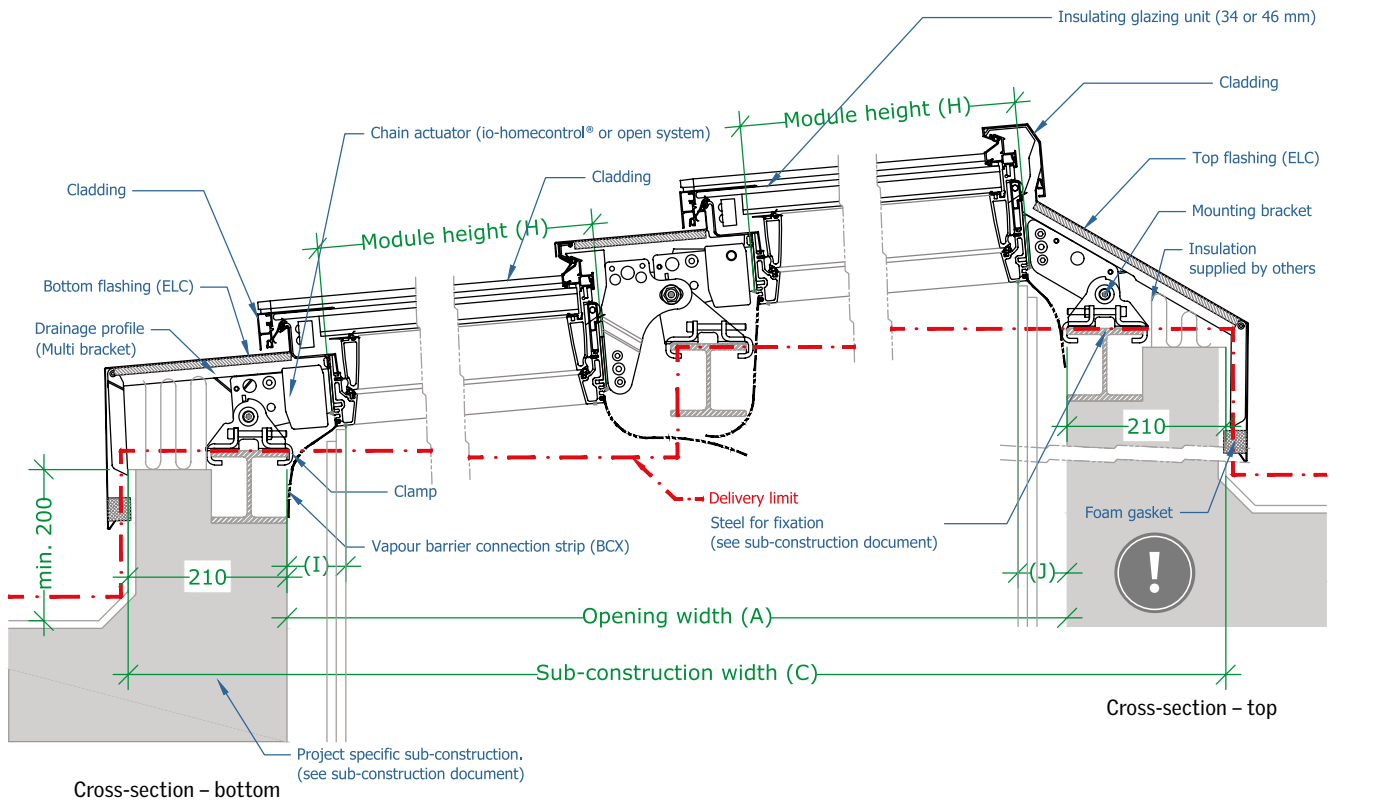 Insulating glazing unit (34 or 46 mm)
Cladding
Module height (H)
Chain actuator (io-homecontrol® or open system)
Top flashing (ELC)
Cladding
Cladding
Mounting bracket
Module height (H)
Insulation
supplied by others
Bottom flashing (ELC)
Drainage profile
(Multi bracket)
210
Clamp
Delivery limit
min. 200
Steel for fixation
(see sub-construction document)
Foam gasket
Vapour barrier connection strip (BCX)
!
210
(I)
(J)
Opening width (A)
Sub-construction width (C)
Cross-section – top
Project specific sub-construction.
(see sub-construction document)
Cross-section – bottom